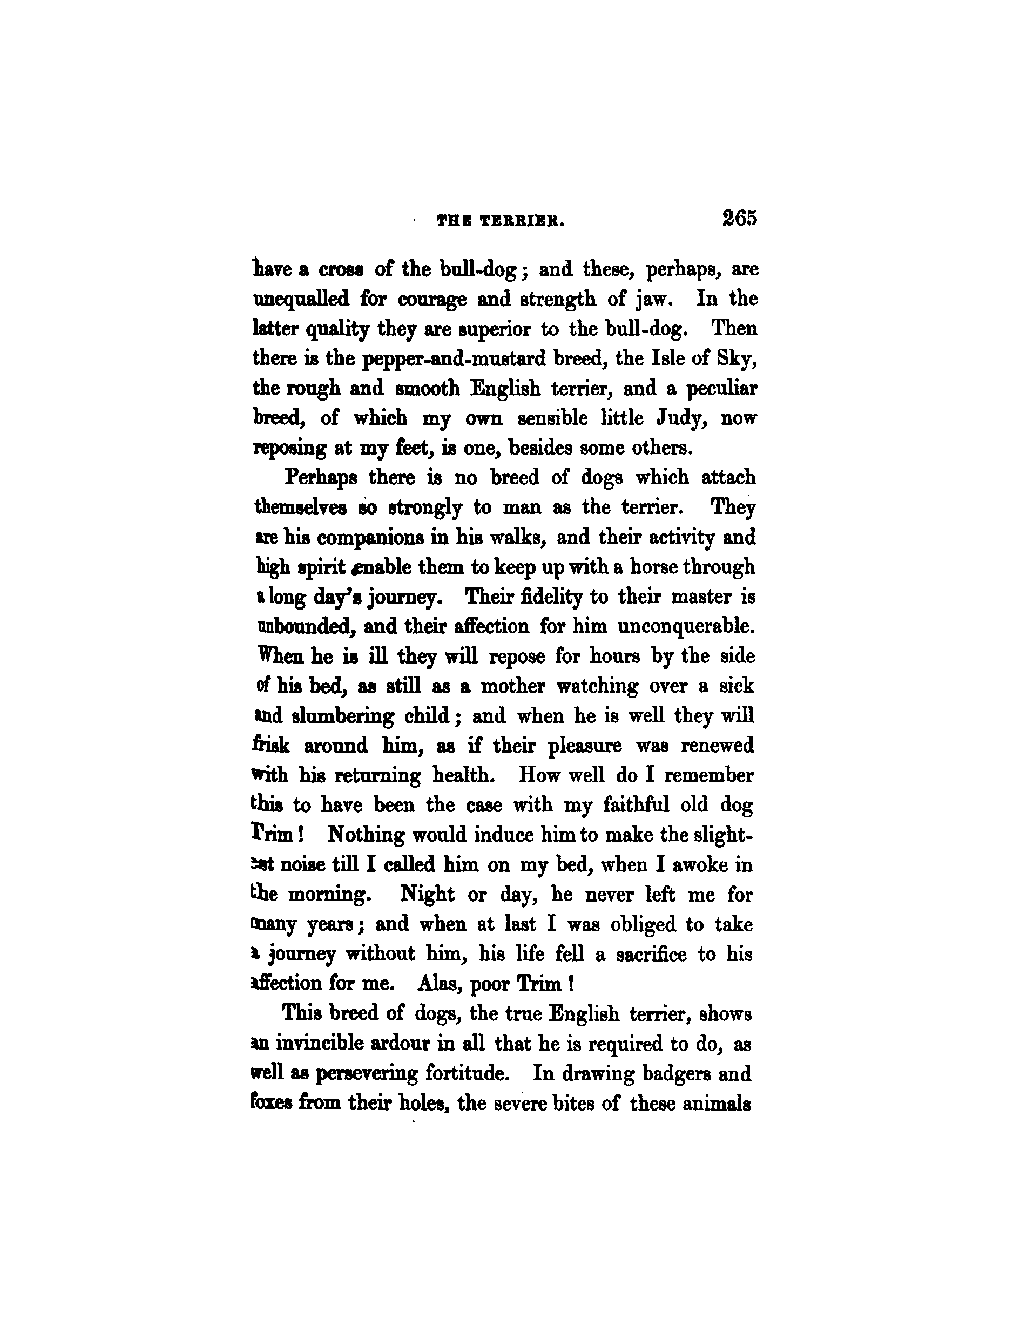 THE TERRIER. 265
have a cross of the bull-dog; and these, perhaps, are
unequalled for courage and strength of jaw. In the
latter quality they are superior to the bull-dog. Then
there is the pepper-and-mustard breed, the Isle of Sky,
the rough and smooth English terrier, and a peculiar
breed, of which my own sensible little Judy, now
reposing at my feet, is one, besides some others.
Perhaps there is no breed of dogs which attach
themselves so strongly to man as the terrier. They
are his companions in his walks, and their activity and
high spirit enable them to keep up with a horse through
a long day's journey. Their fidelity to their master is
unbounded, and their affection for him unconquerable.
When he is ill they will repose for hours by the side
of his bed, as still as a mother watching over a sick
and slumbering child; and when he is well they will
frisk around him, as if their pleasure was renewed
with his returning health. How well do I remember
this to have been the case with my faithful old dog
Trim! Nothing would induce him to make the slight-
est noise till I called him on my bed, when I awoke in
the morning. Night or day, he never left me for
many years; and when at last I was obliged to take
a journey without him, his life fell a sacrifice to his
affection for me. Alas, poor Trim!
This breed of dogs, the true English terrier, shows
an invincible ardour in all that he is required to do, as
well as persevering fortitude. In drawing badgers and
foxes from their holes, the severe bites of these animals